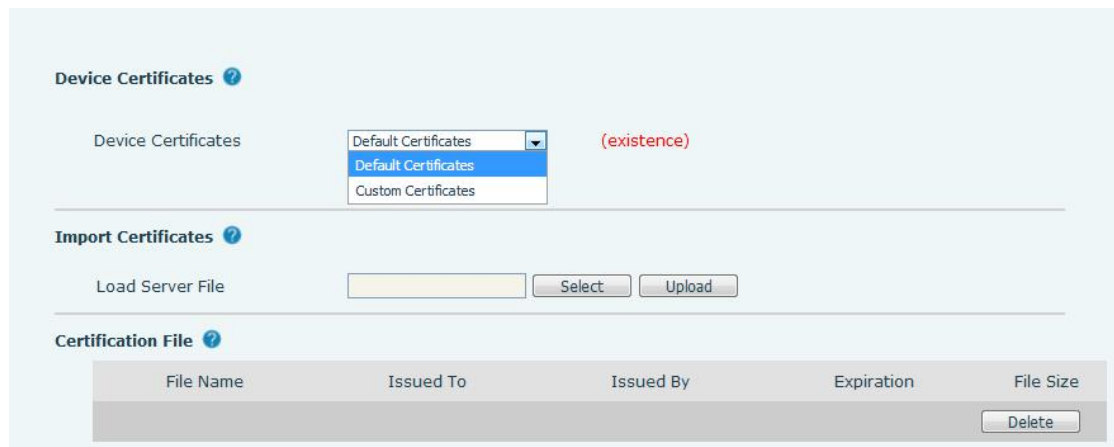 Device Certificates ?
Device Certificates Default Certificates (existence)
Default Certificates
Custom Certificates
Import Certificates ?
Load Server File Select Upload
Certification File ?
File Name Issued To Issued By Expiration File Size
Delete